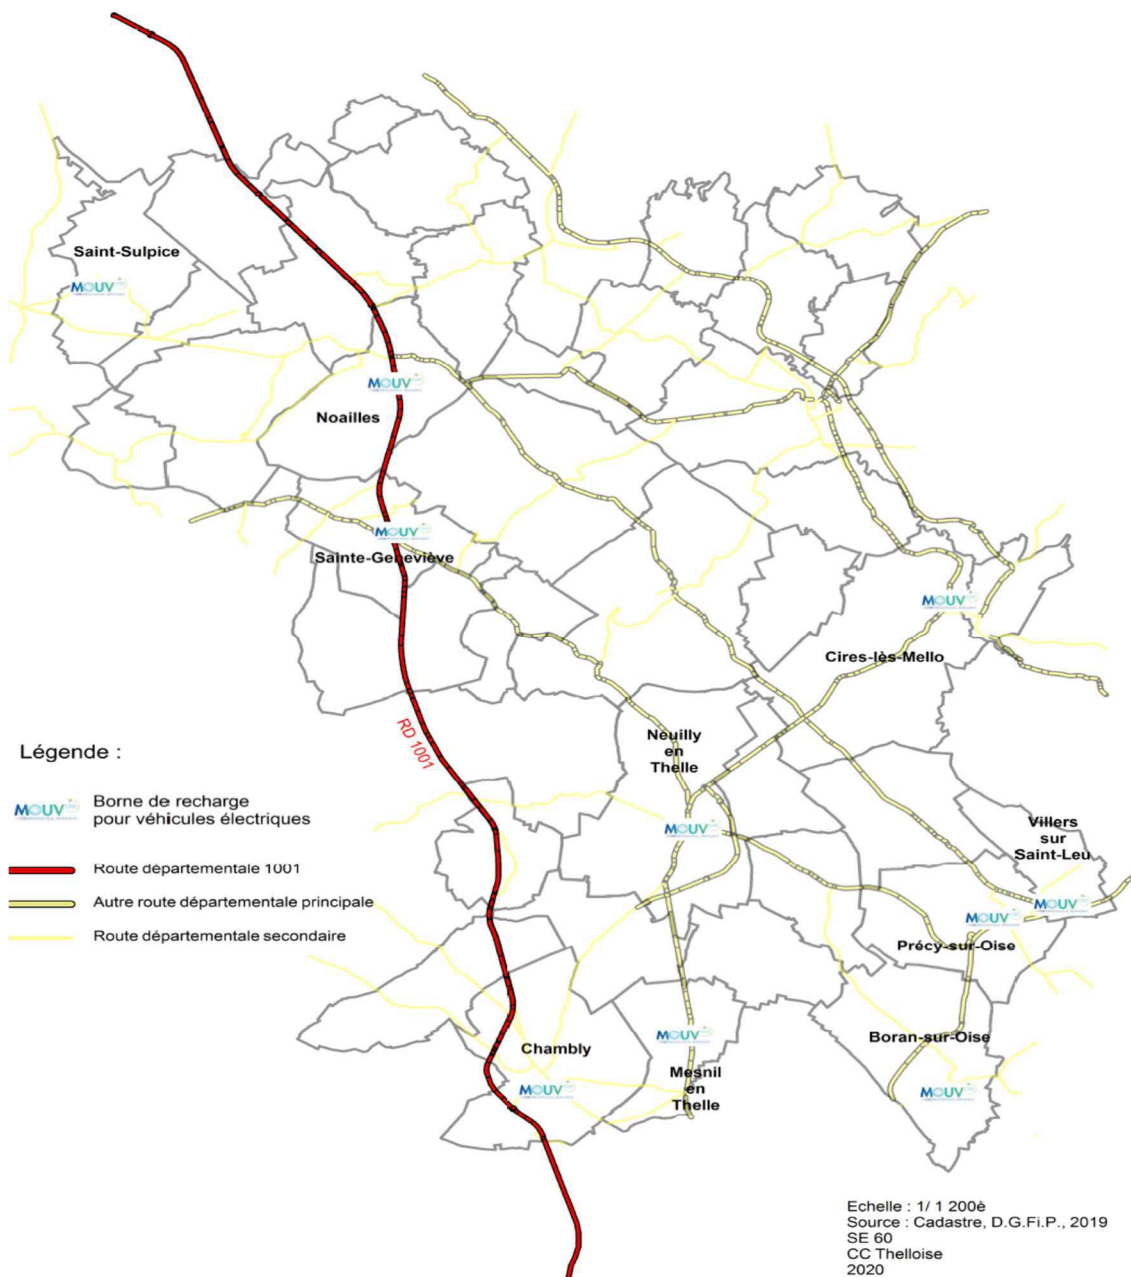 Saint-Sulpice
MOUV
MOUV
Noailles
MOUV
Sainte-Geneviève
MOUV
Cires-lès-Mello
RD 1001
Neuilly
en
Thelle
MOUV
Villers
sur
Saint-Leu
MOUV
MOUV
Précy-sur-Oise
MOUV
Boran-sur-Oise
Chambly
MOUV
Mesnil
en
Thelle
MOUV
Légende :
MOUV
Borne de recharge
pour véhicules électriques
Route départementale 1001
Autre route départementale principale
Route départementale secondaire
Echelle : 1/ 1 200è
Source : Cadastre, D.G.Fi.P., 2019
SE 60
CC Thelloise
2020